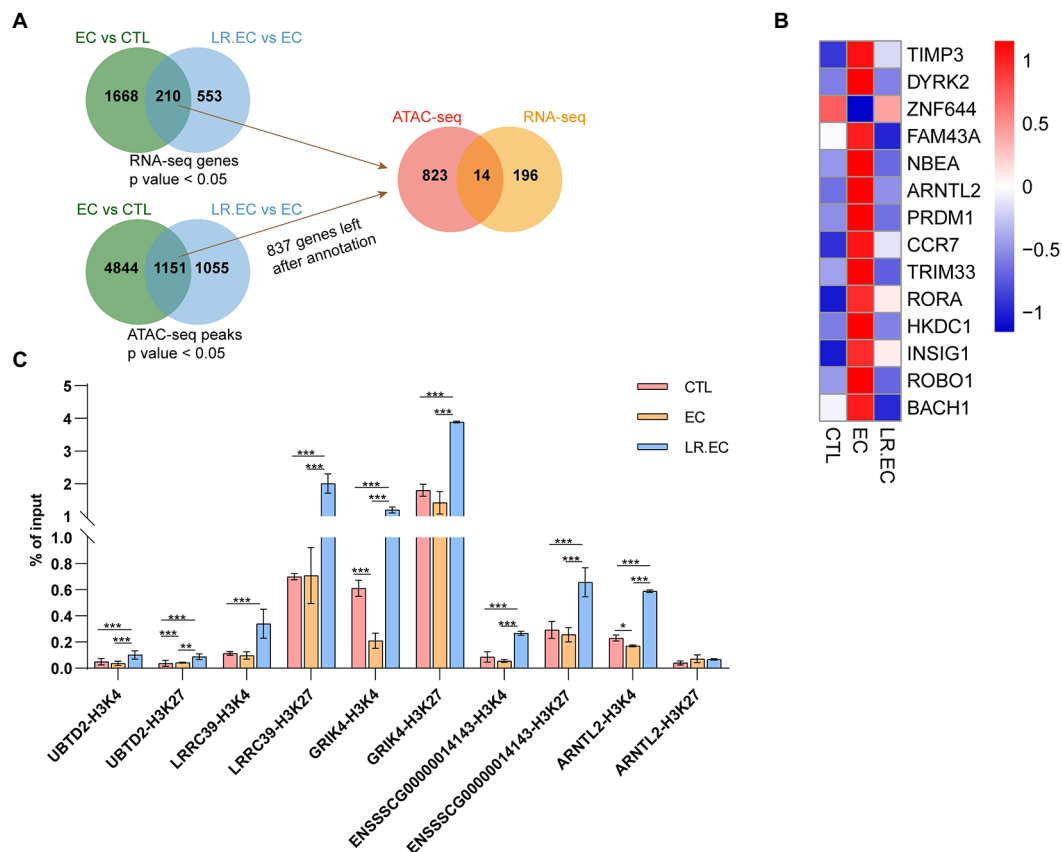 A
EC vs CTL
LR.EC vs EC
1668
210
553
RNA-seq genes
p value < 0.05
EC vs CTL
LR.EC vs EC
4844
1151
1055
ATAC-seq peaks
p value < 0.05
837 genes left
after annotation
ATAC-seq
RNA-seq
823
14
196
B
TIMP3
DYRK2
ZNF644
FAM43A
NBEA
ARNTL2
PRDM1
CCR7
TRIM33
RORA
HKDC1
INSIG1
ROBO1
BACH1
CTL
EC
LR.EC
1
0.5
0
−0.5
−1
C
% of input
5
4
3
2
1
1.0
0.8
0.6
0.4
0.2
0.0
*** ***
*** *** **
***
*** ***
*** *** ***
*** ***
*** ***
*** ***
*** * ***
CTL
EC
LR.EC
UBTD2-H3K4
UBTD2-H3K27
LRRC39-H3K4
LRRC39-H3K27
GRIK4-H3K4
GRIK4-H3K27
ENSSSCG00000014143-H3K4
ENSSSCG00000014143-H3K27
ARNTL2-H3K4
ARNTL2-H3K27